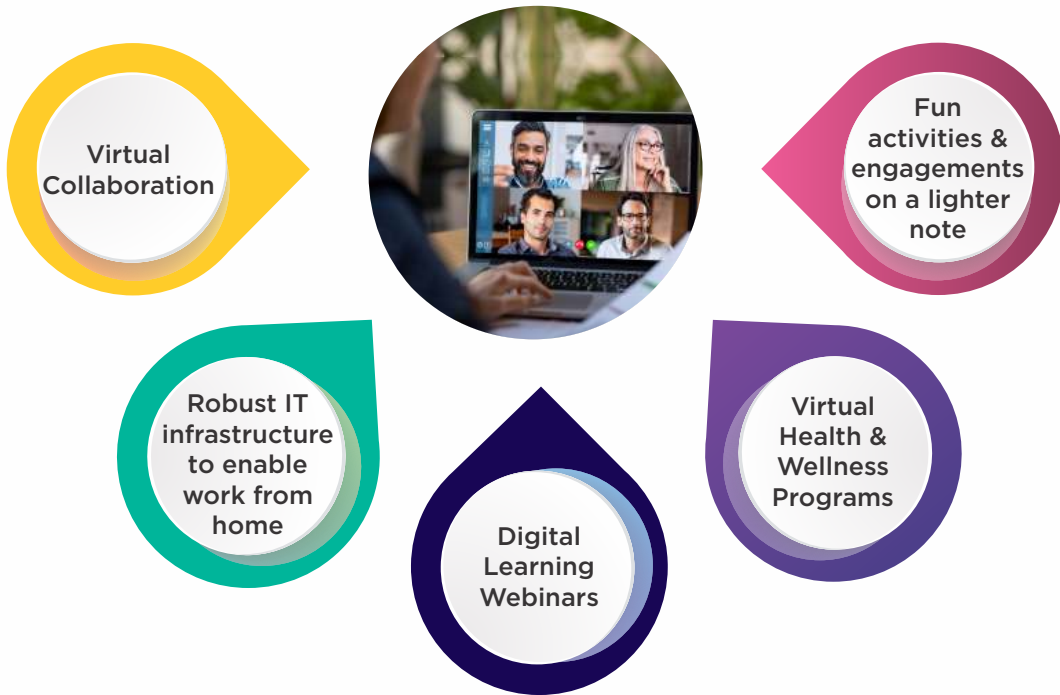 Virtual
Collaboration
Robust IT
infrastructure
to enable
work from
home
Digital
Learning
Webinars
Virtual
Health &
Wellness
Programs
Fun
activities &
engagements
on a lighter
note